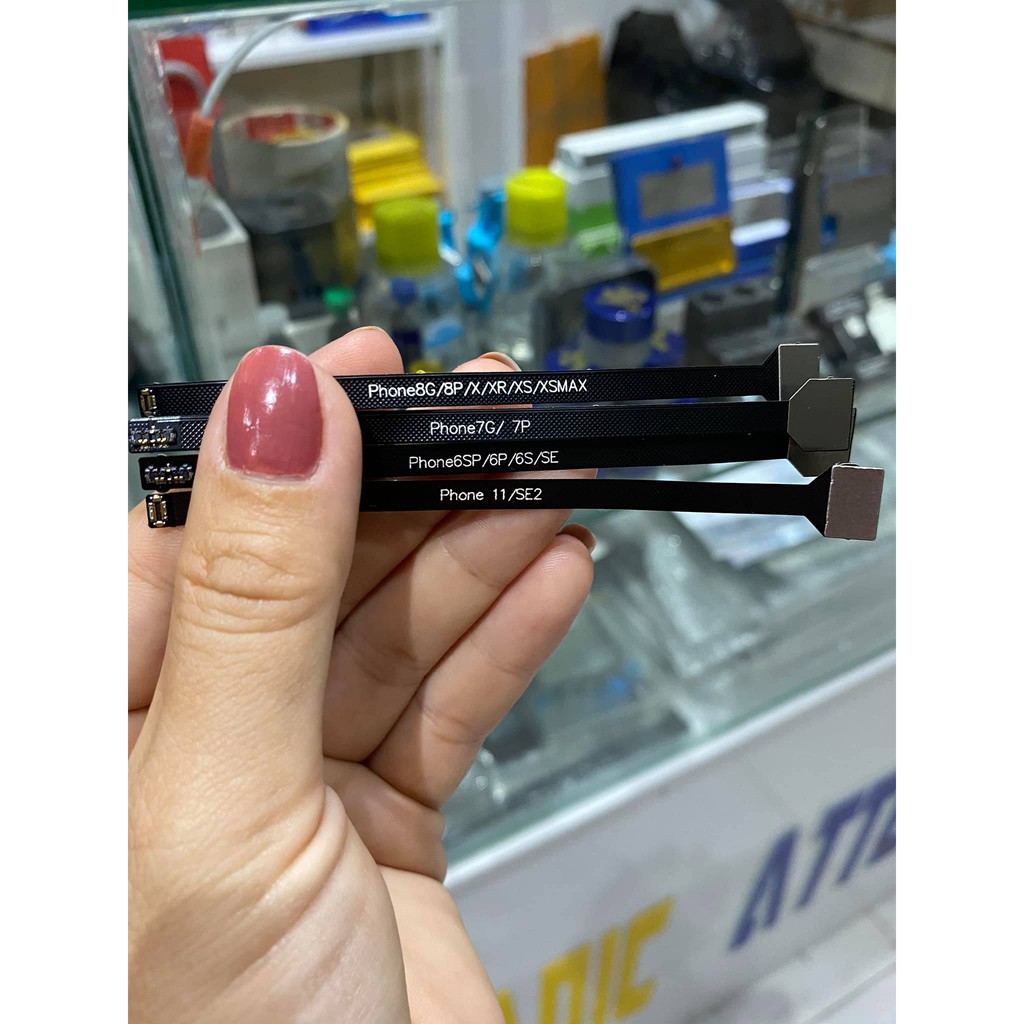 Phone8G/8P/X/XR/XS/XSMAX
Phone7G/ 7P
Phone6SP/6P/6S/SE
Phone 11/SE2